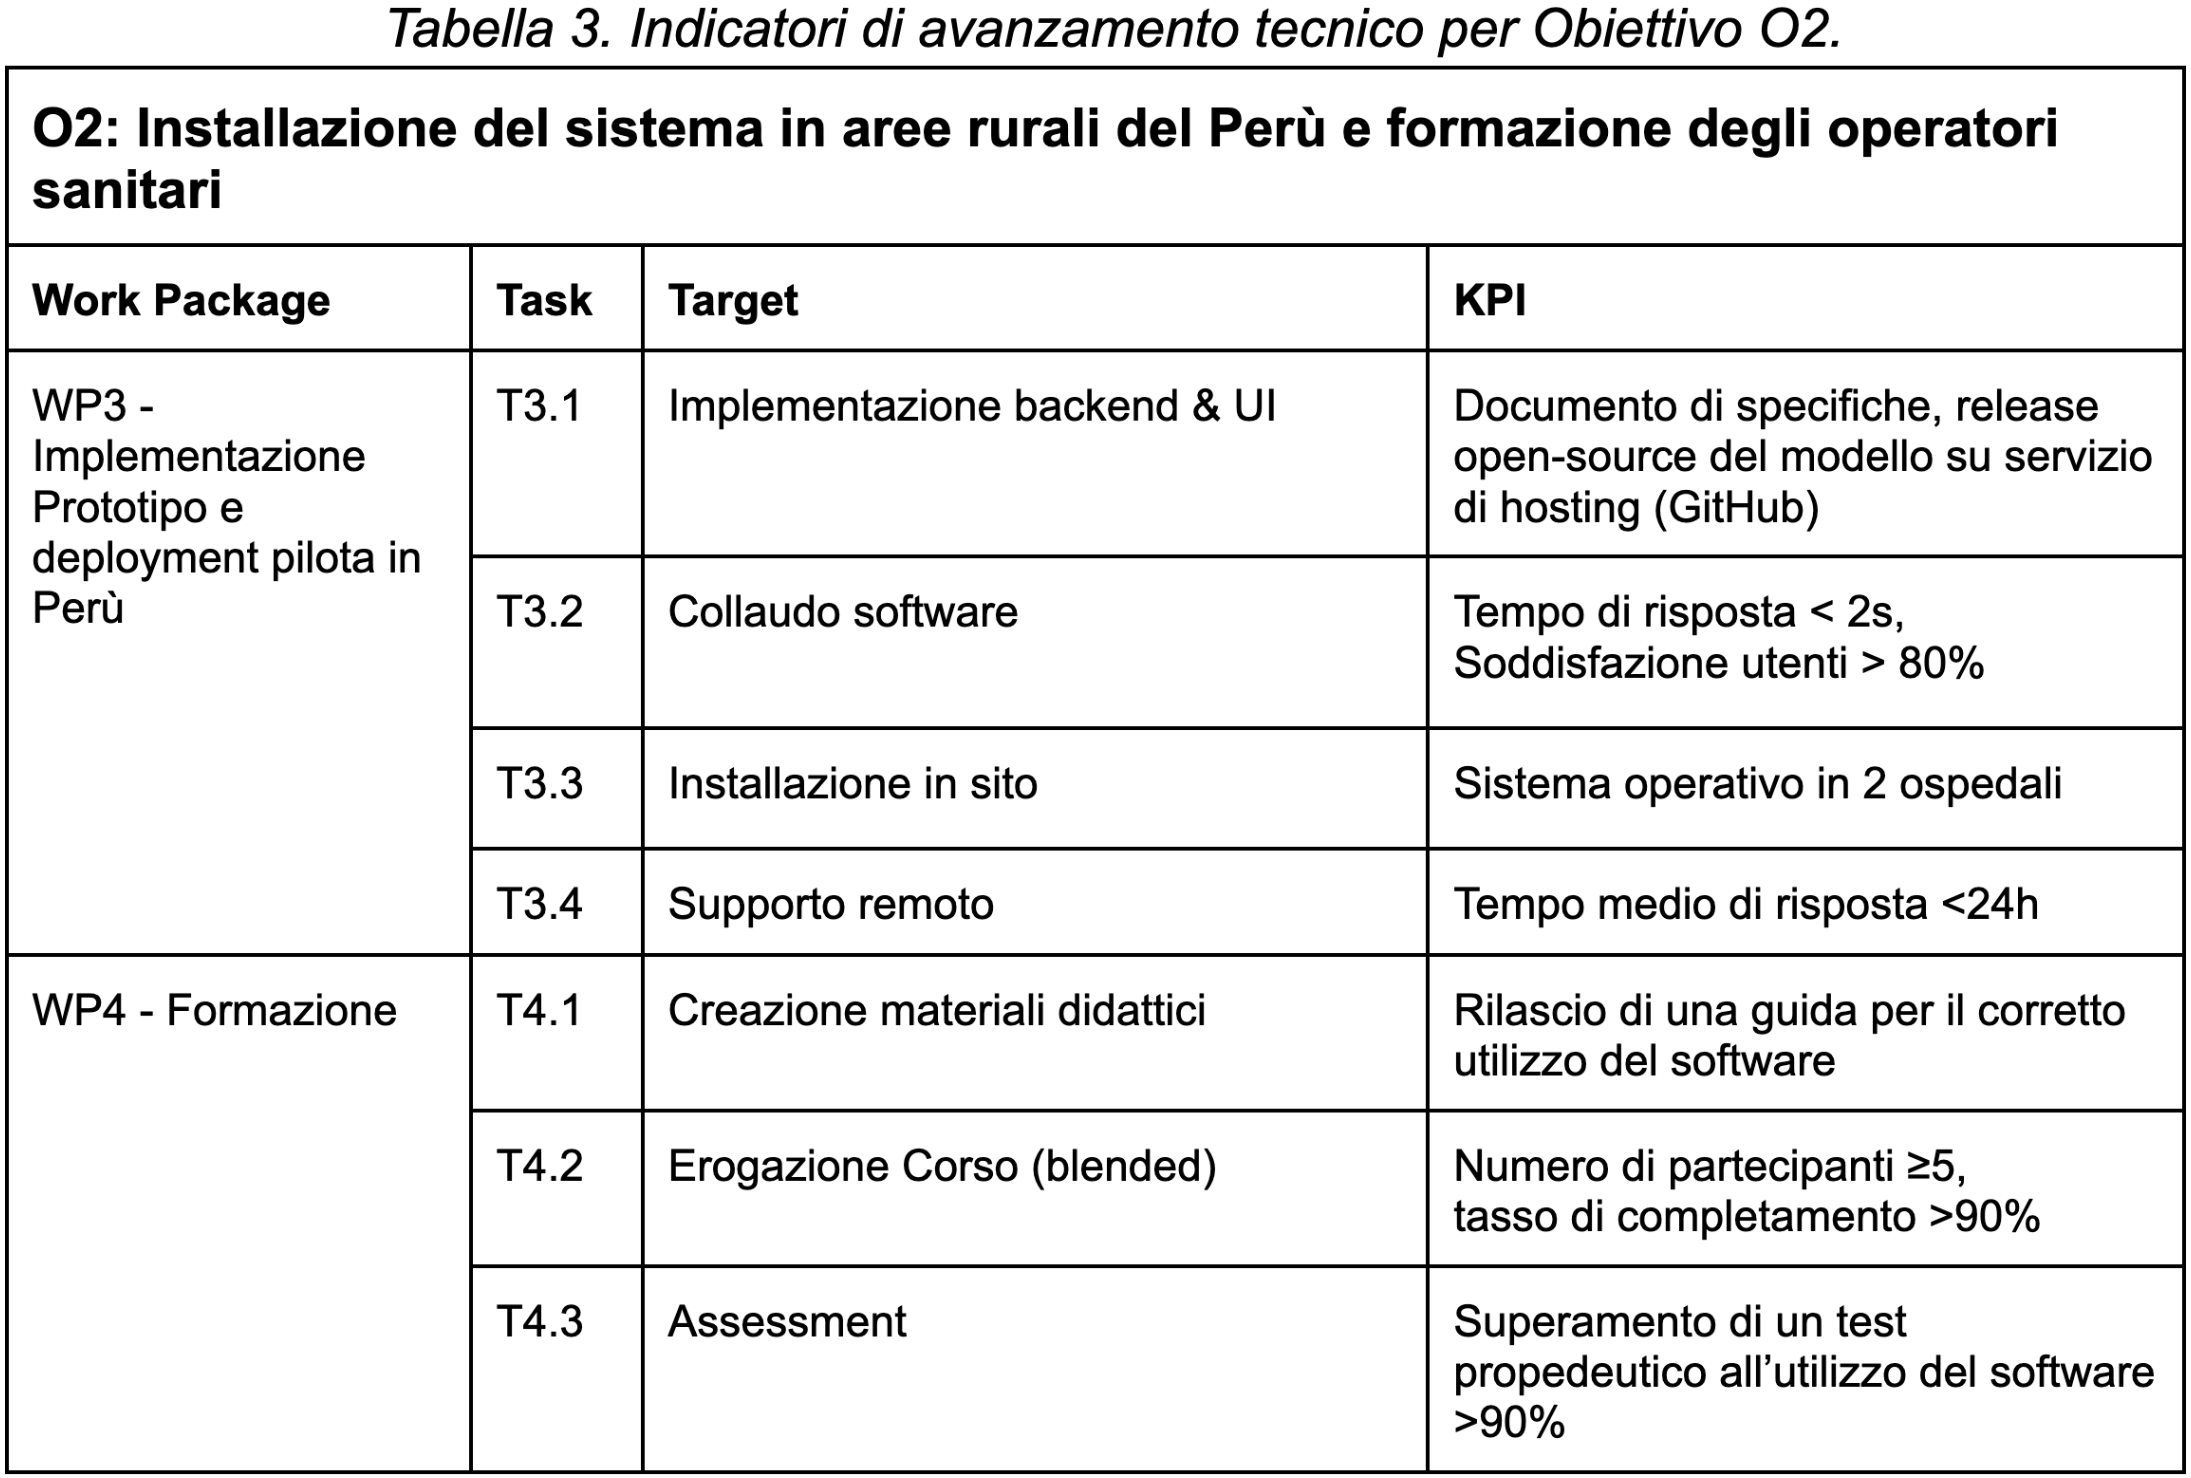 Tabella 3. Indicatori di avanzamento tecnico per Obiettivo O2.
O2: Installazione del sistema in aree rurali del Perù e formazione degli operatori
sanitari
Work Package
Task
Target
KPI
WP3 -
Implementazione
Prototipo e
deployment pilota in
Perù
T3.1
Implementazione backend & UI
Documento di specifiche, release
open-source del modello su servizio
di hosting (GitHub)
T3.2
Collaudo software
Tempo di risposta < 2s,
Soddisfazione utenti > 80%
T3.3
Installazione in sito
Sistema operativo in 2 ospedali
T3.4
Supporto remoto
Tempo medio di risposta <24h
WP4 - Formazione
T4.1
Creazione materiali didattici
Rilascio di una guida per il corretto
utilizzo del software
T4.2
Erogazione Corso (blended)
Numero di partecipanti ≥5,
tasso di completamento >90%
T4.3
Assessment
Superamento di un test
propedeutico all’utilizzo del software
>90%